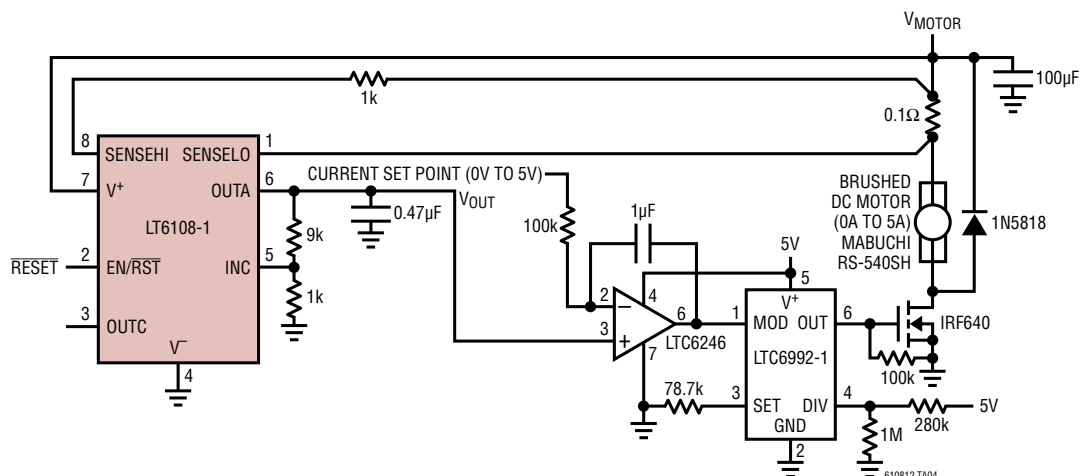 VMOTOR
100µF
1k
0.1Ω
8
SENSEHI
SENSELO
1
7
V+
OUTA
6
LT6108-1
RESET
2
EN/RST
INC
5
3
OUTC
V−
4
VOUT
0.47µF
9k
1k
CURRENT SET POINT (0V TO 5V)
100k
1µF
2
−
3
+
4
6
7
LTC6246
5V
5
V+
1
MOD
OUT
6
LTC6992-1
3
SET
DIV
4
GND
2
78.7k
BRUSHED
DC MOTOR
(0A TO 5A)
MABUCHI
RS-540SH
1N5818
IRF640
100k
1M
280k
5V
610812 TA04